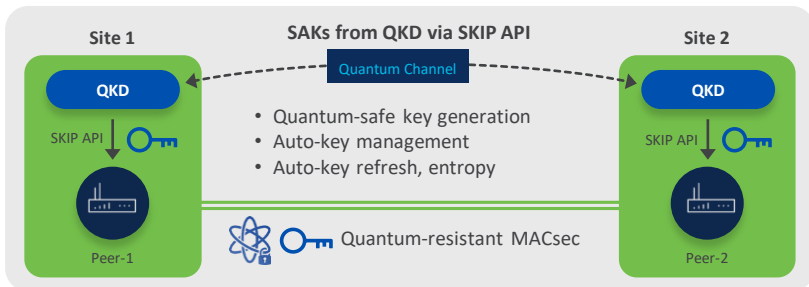 Site 1
SAKs from QKD via SKIP API
Site 2
QKD
Quantum Channel
QKD
SKIP API
• Quantum-safe key generation
• Auto-key management
• Auto-key refresh, entropy
SKIP API
Quantum-resistant MACsec
Peer-1
Peer-2